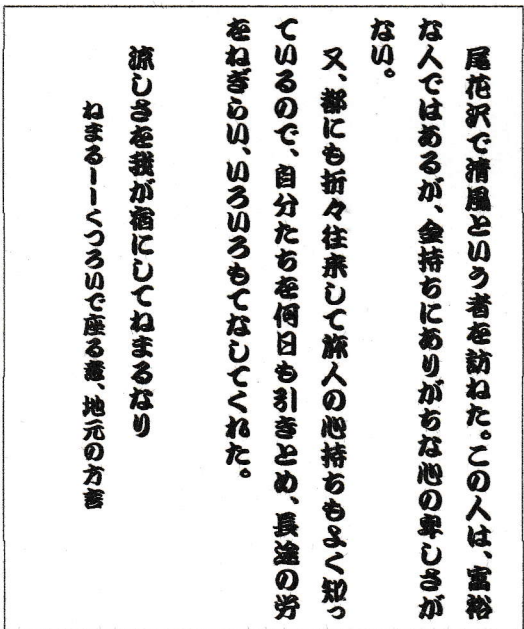 尾花沢で清風という者を訪ねた。この人は、富裕
な人ではあるが、金持ちにありがちな心の卑しさが
ない。
又、都にも折々往来して旅人の心持ちもよく知っ
ているので、自分たちを何日も引きとめ、長途の労
をねぎらい、いろいろもてなしてくれた。
涼しさを我が宿にしてねまるなり
ねまるーーくつろいで座る意、地元の方言